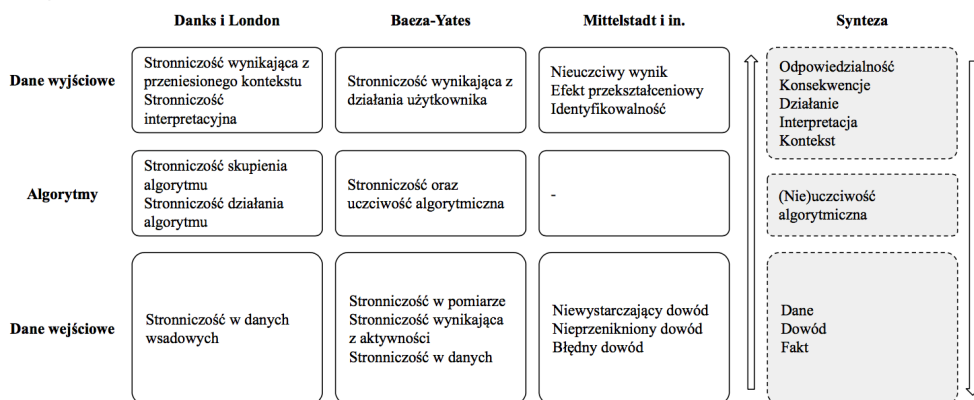 Danks i London
Baeza-Yates
Mittelstadt i in.
Synteza
Dane wyjściowe
Stronniczość wynikająca z
przeniesionego kontekstu
Stronniczość
interpretacyjna
Stronniczość wynikająca z
działania użytkownika
Nieuczciwy wynik
Efekt przekształceniowy
Identyfikowalność
Odpowiedzialność
Konsekwencje
Działanie
Interpretacja
Kontekst
Algorytmy
Stronniczość skupienia
algorytmu
Stronniczość działania
algorytmu
Stronniczość oraz
uczciwość algorytmiczna
-
(Nie)uczciwość
algorytmiczna
Dane wejściowe
Stronniczość w danych
wsadowych
Stronniczość w pomiarze
Stronniczość wynikająca
z aktywności
Stronniczość w danych
Niewystarczający dowód
Nieprzenikniony dowód
Błędny dowód
Dane
Dowód
Fakt